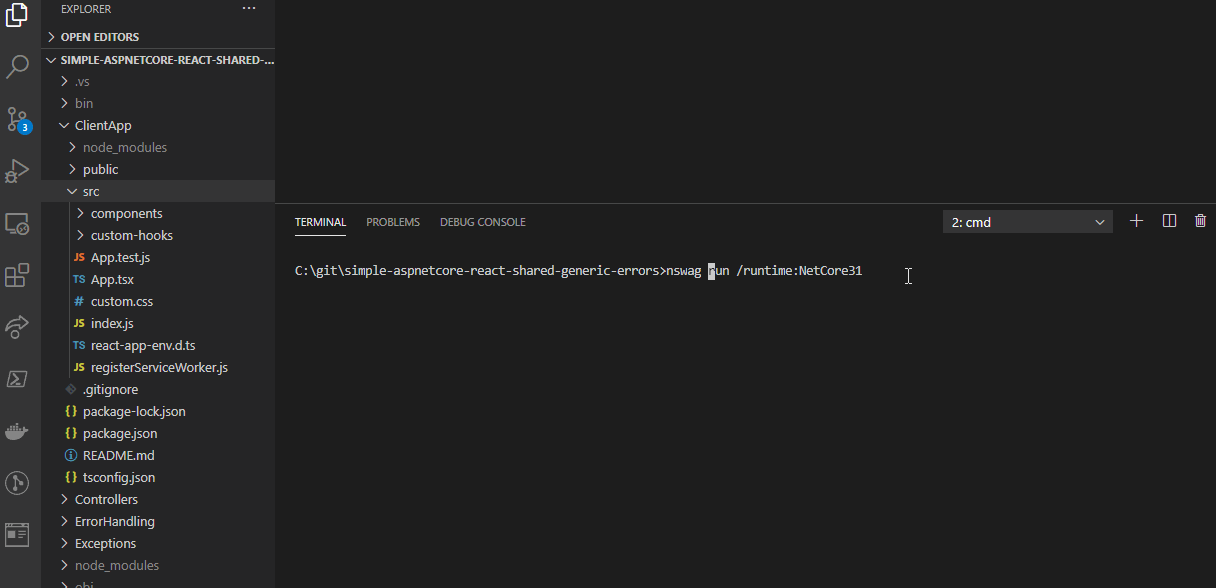 EXPLORER
OPEN EDITORS
SIMPLE-ASPNETCORE-REACT-SHARED-...
.vs
bin
ClientApp
node_modules
public
src
components
custom-hooks
JS App.test.js
TS App.tsx
# custom.css
JS index.js
TS react-app-env.d.ts
JS registerServiceWorker.js
.gitignore
{} package-lock.json
{} package.json
README.md
{} tsconfig.json
Controllers
ErrorHandling
Exceptions
node_modules
obj
3
TERMINAL PROBLEMS DEBUG CONSOLE 2: cmd
C:\git\simple-aspnetcore-react-shared-generic-errors>nswag run /runtime:NetCore31